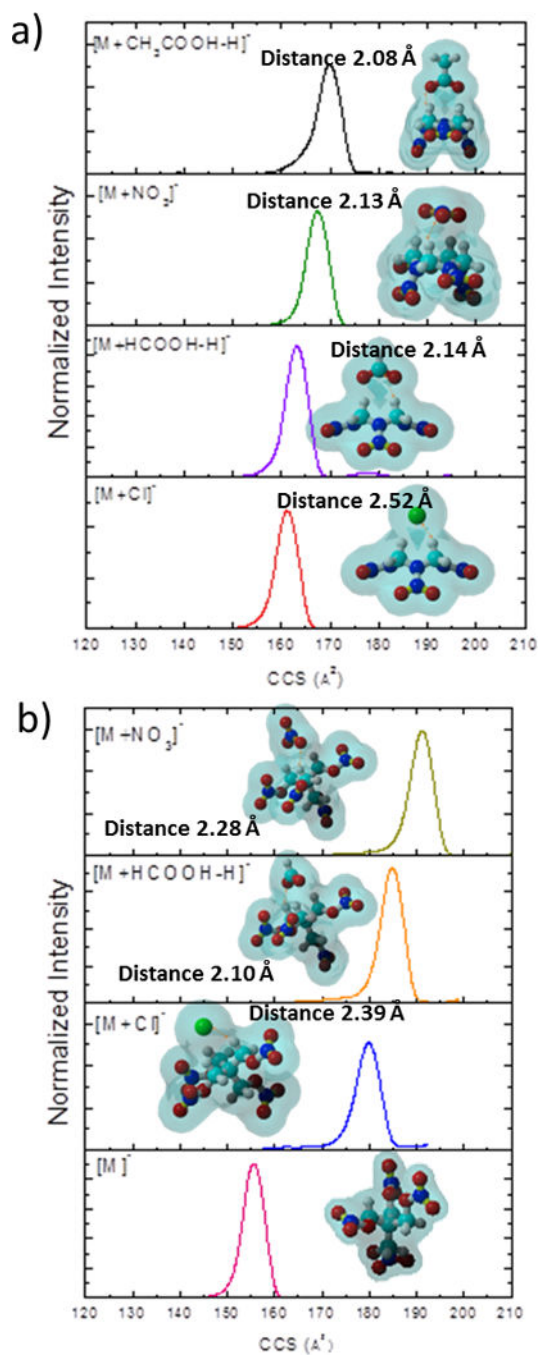 a)
[M+CH3COOH-H]-
Distance 2.08 Å
[M+NO2]-
Distance 2.13 Å
[M+HCOOH-H]-
Distance 2.14 Å
[M+Cl]-
Distance 2.52 Å
Normalized Intensity
120 130 140 150 160 170 180 190 200 210
CCS (Å²)
b)
[M+NO3]-
Distance 2.28 Å
[M+HCOOH-H]-
Distance 2.10 Å
[M+Cl]-
Distance 2.39 Å
[M]-
Normalized Intensity
120 130 140 150 160 170 180 190 200 210
CCS (Å²)